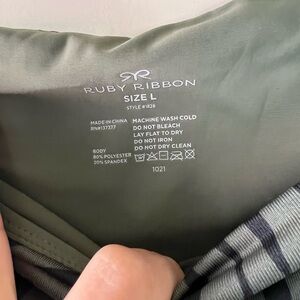 RUBY RIBBON
SIZE L
STYLE #1828
MADE IN CHINA
RN#137377
BODY
80% POLYESTER
20% SPANDEX
MACHINE WASH COLD
DO NOT BLEACH
LAY FLAT TO DRY
DO NOT IRON
DO NOT DRY CLEAN
1021